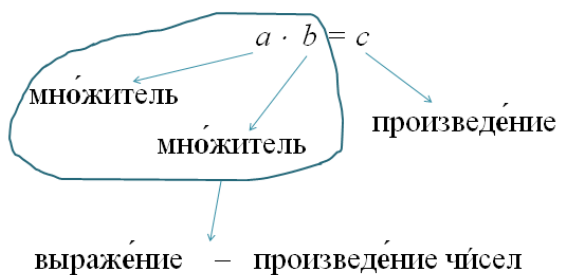 a · b = c
мно́житель
произведе́ние
мно́житель
выраже́ние – произведе́ние чи́сел